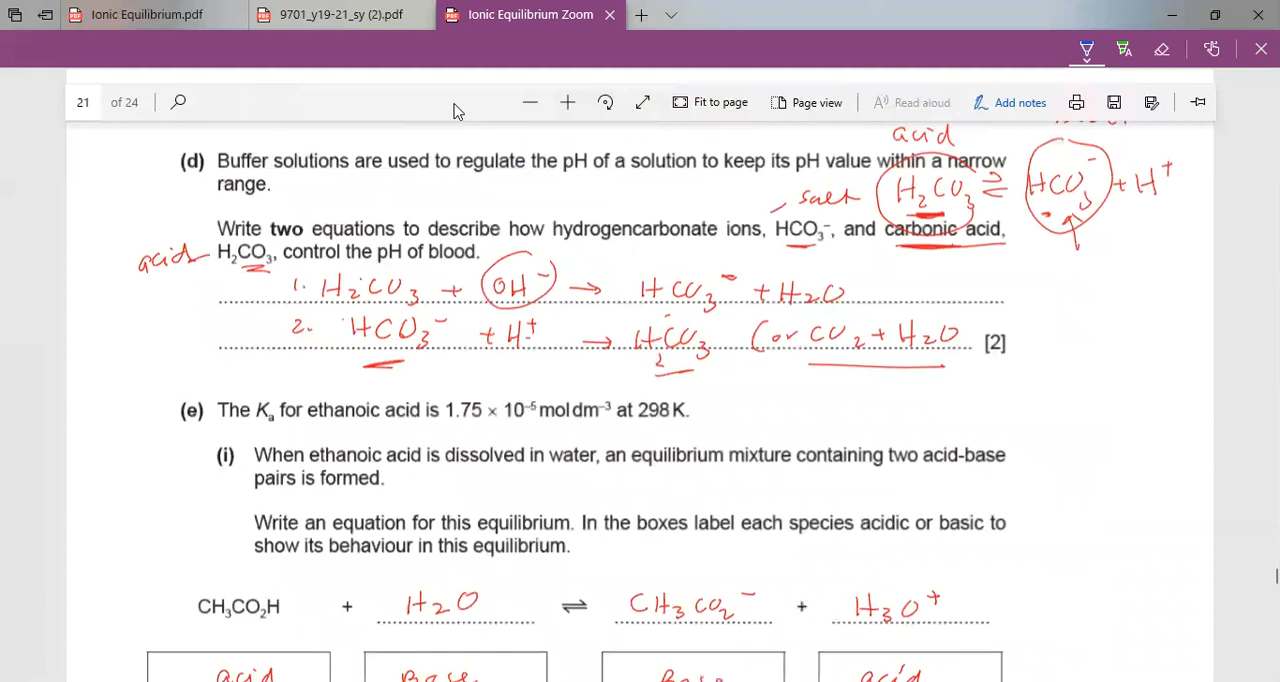 Ionic Equilibrium.pdf 9701_y19-21_sy (2).pdf Ionic Equilibrium Zoom
21 of 24 Fit to page Page view Read aloud Add notes
acid
(d) Buffer solutions are used to regulate the pH of a solution to keep its pH value within a narrow
range.
salt H₂CO₃ ⇌ HCO₃⁻ + H⁺
Write two equations to describe how hydrogencarbonate ions, HCO₃⁻, and carbonic acid,
acid H₂CO₃, control the pH of blood.
1. H₂CO₃ + OH⁻ → HCO₃⁻ + H₂O
2. HCO₃⁻ + H⁺ → H₂CO₃ (or CO₂ + H₂O [2]
(e) The Kₐ for ethanoic acid is 1.75 × 10⁻⁵ mol dm⁻³ at 298 K.
(i) When ethanoic acid is dissolved in water, an equilibrium mixture containing two acid-base
pairs is formed.
Write an equation for this equilibrium. In the boxes label each species acidic or basic to
show its behaviour in this equilibrium.
CH₃CO₂H + H₂O ⇌ CH₃CO₂⁻ + H₃O⁺
acid Base Base acid